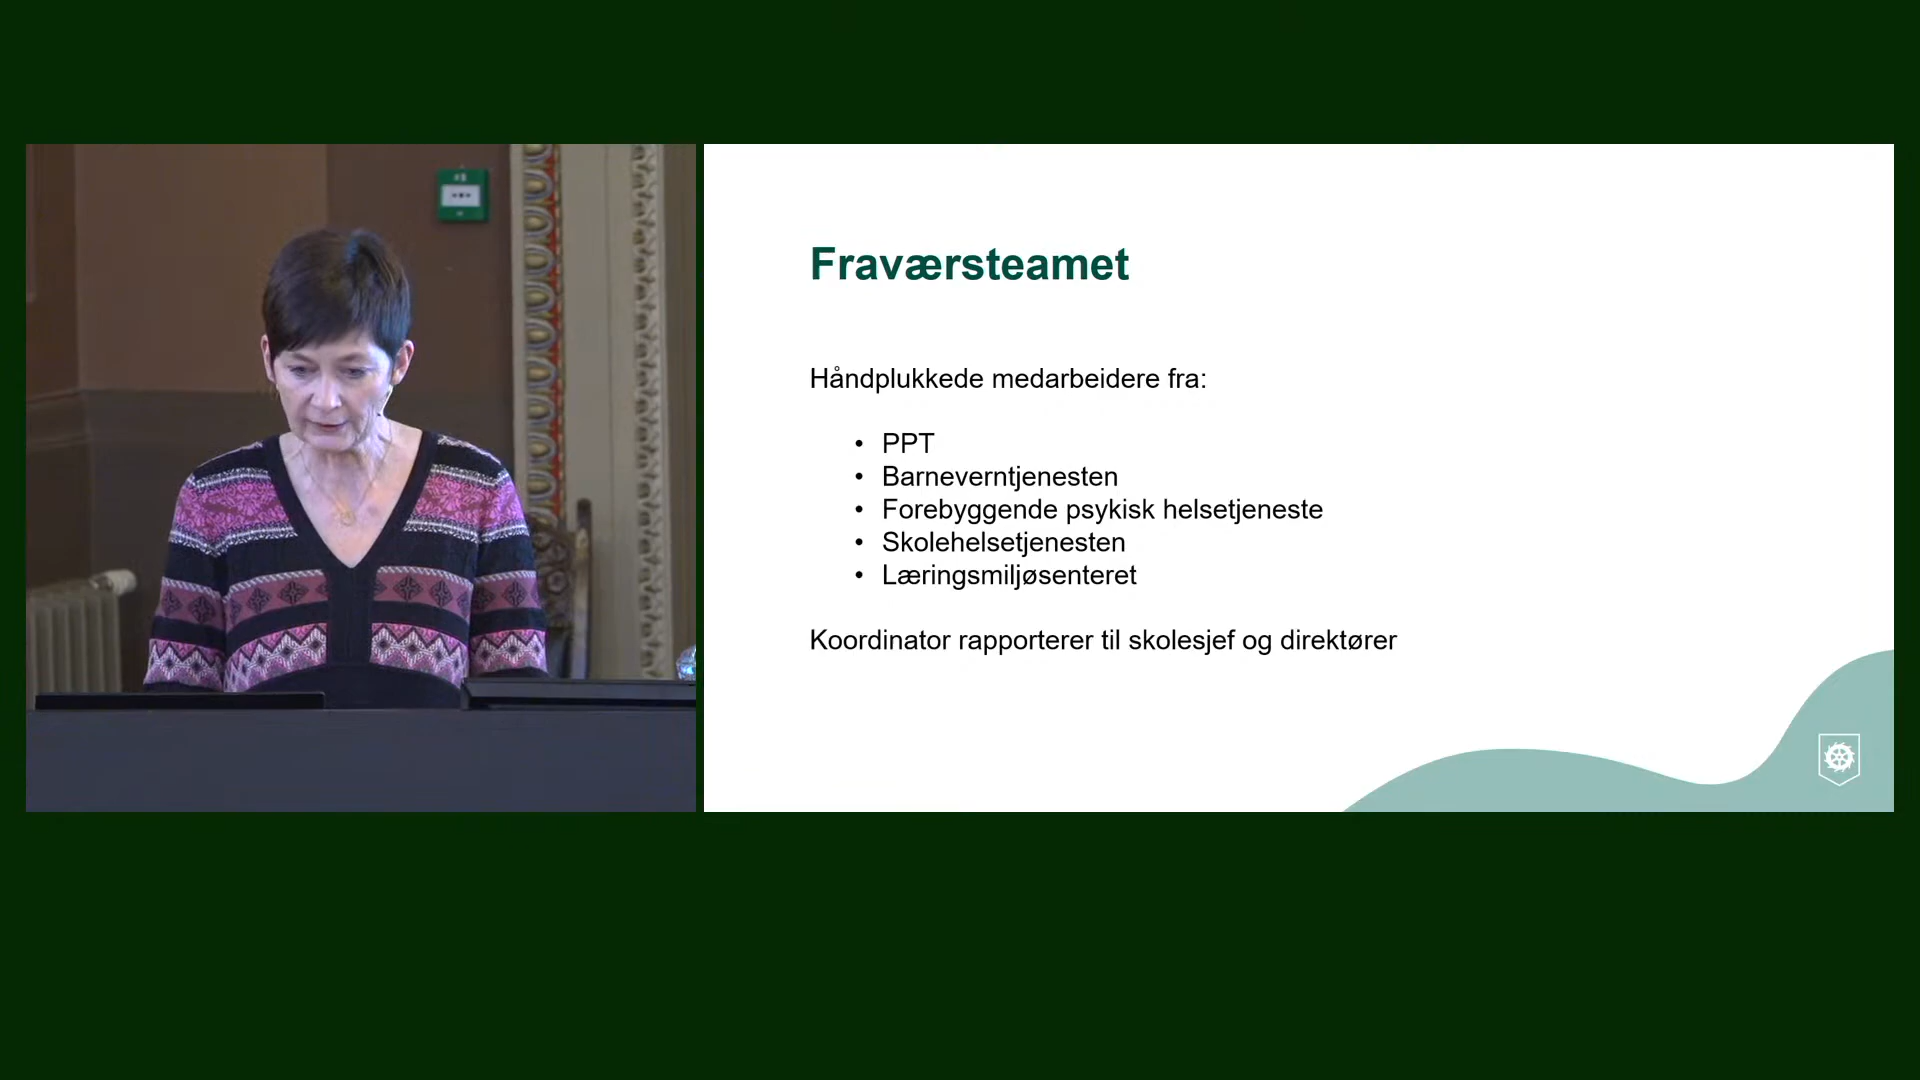 Fraværsteamet
Håndplukkede medarbeidere fra:
• PPT
• Barneverntjenesten
• Forebyggende psykisk helsetjeneste
• Skolehelsetjenesten
• Læringsmiljøsenteret
Koordinator rapporterer til skolesjef og direktører